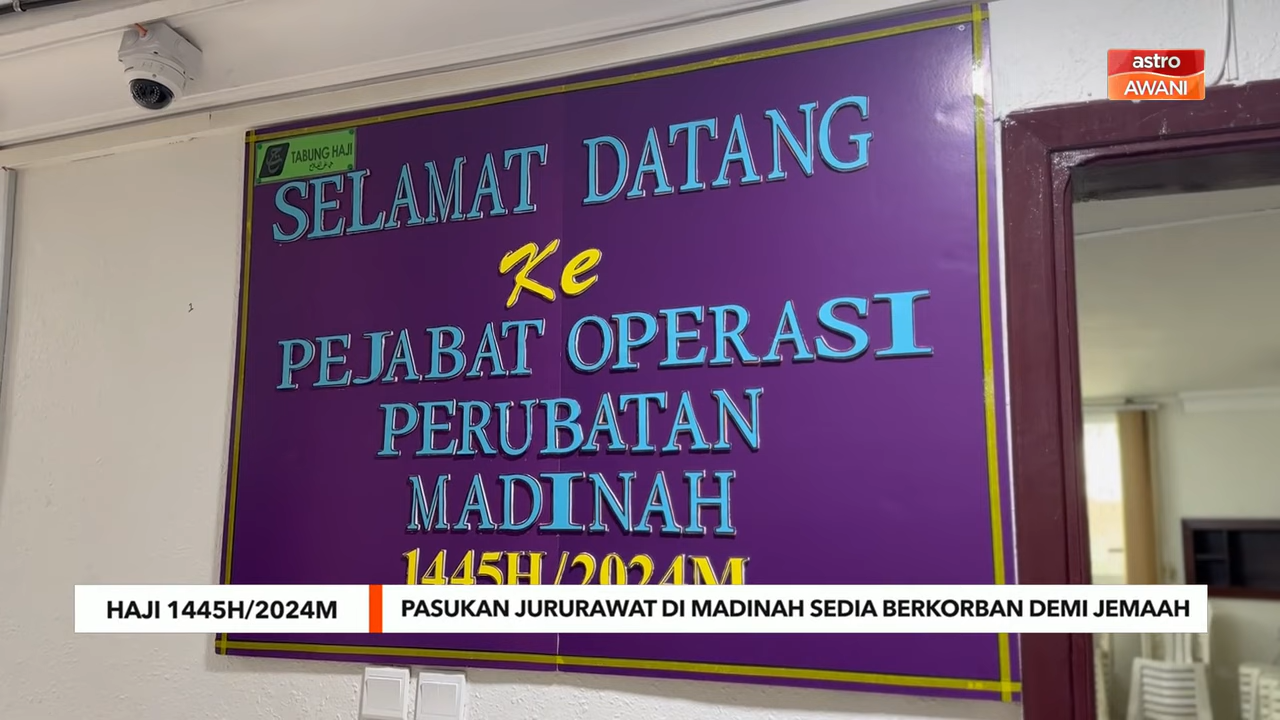 astro
AWANI
TABUNG HAJI
SELAMAT DATANG
Ke
PEJABAT OPERASI
PERUBATAN
MADINAH
1445H/2024M
HAJI 1445H/2024M
PASUKAN JURURAWAT DI MADINAH SEDIA BERKORBAN DEMI JEMAAH